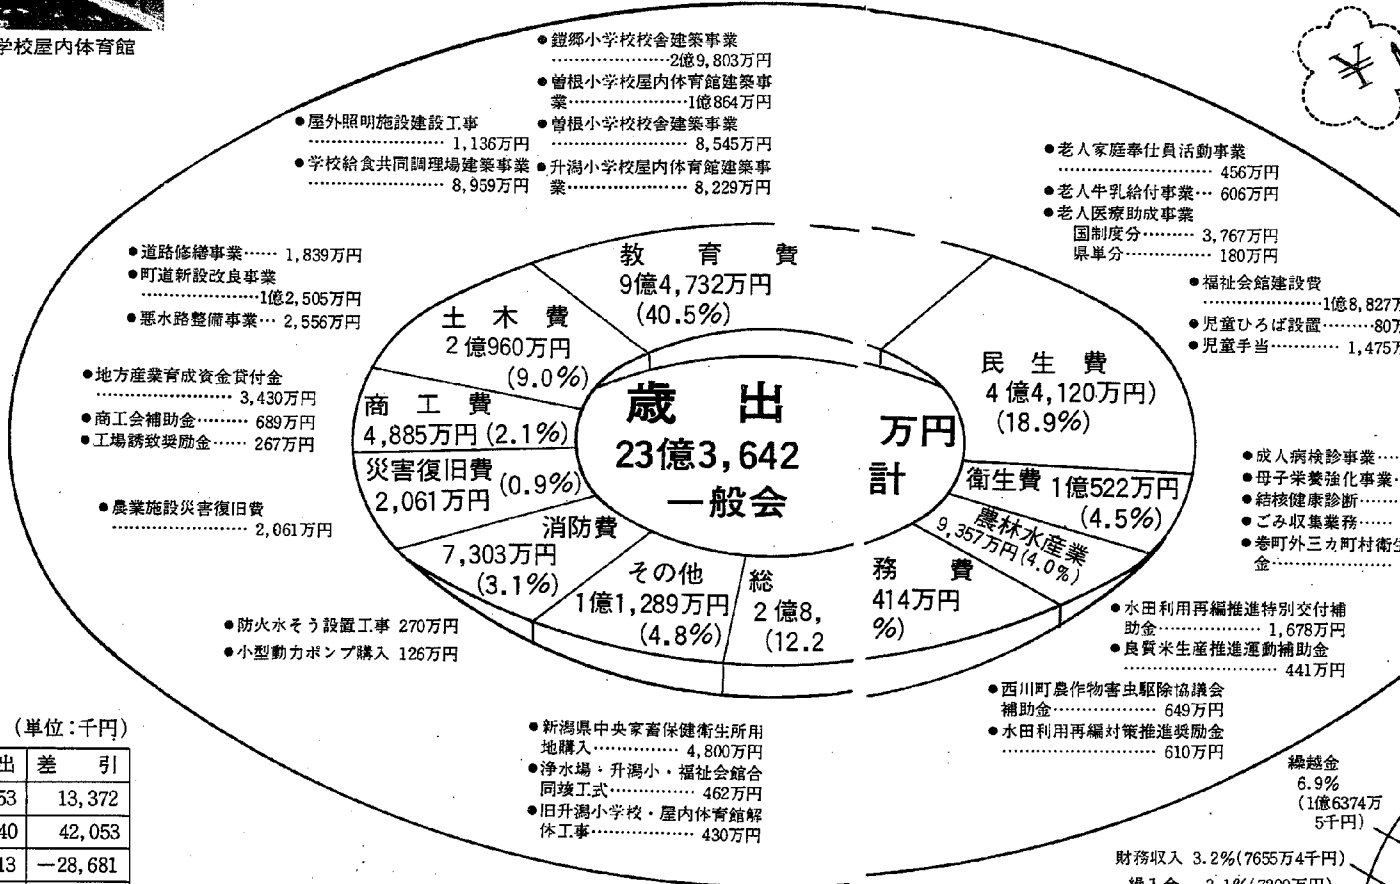 学校屋内体育館
●鎧郷小学校校舎建築事業
…………………2億9,803万円
●曽根小学校屋内体育館建築事
業…………………1億864万円
●曽根小学校校舎建築事業
…………………… 8,545万円
●升潟小学校屋内体育館建築事
業………………… 8,229万円
●屋外照明施設建設工事
…………………… 1,136万円
●学校給食共同調理場建築事業
…………………… 8,959万円
¥
●老人家庭奉仕員活動事業
……………………… 456万円
●老人牛乳給付事業… 606万円
●老人医療助成事業
国制度分……… 3,767万円
県単分………… 180万円
●道路修繕事業…… 1,839万円
●町道新設改良事業
…………………1億2,505万円
●悪水路整備事業… 2,556万円
●福祉会館建設費
…………………1億8,827万
●児童ひろば設置………80万
●児童手当………… 1,475万
●地方産業育成資金貸付金
…………………… 3,430万円
●商工会補助金……… 689万円
●工場誘致奨励金…… 267万円
●農業施設災害復旧費
…………………… 2,061万円
●成人病検診事業…
●母子栄養強化事業
●結核健康診断……
●ごみ収集業務……
●巻町外三カ町村衛生
金…………………
教育費
9億4,732万円
(40.5%)
土木費
2億960万円
(9.0%)
商工費
4,885万円(2.1%)
災害復旧費
2,061万円(0.9%)
消防費
7,303万円
(3.1%)
その他
1億1,289万円
(4.8%)
総務費
2億8,414万円
(12.2%)
農林水産業
9,357万円(4.0%)
衛生費 1億522万円
(4.5%)
民生費
4億4,120万円)
(18.9%)
歳出
23億3,642万円
一般会計
●防火水そう設置工事 270万円
●小型動力ポンプ購入 126万円
●水田利用再編推進特別交付補
助金……………… 1,678万円
●良質米生産推進運動補助金
……………………… 441万円
●西川町農作物害虫駆除協議会
補助金……………… 649万円
●水田利用再編対策推進奨励金
……………………… 610万円
●新潟県中央家畜保健衛生所用
地購入…………… 4,800万円
●浄水場・升潟小・福祉会館合
同竣工式…………… 462万円
●旧升潟小学校・屋内体育館解
体工事……………… 430万円
(単位:千円)
出 差引
53 13,372
40 42,053
13 −28,681
繰越金
6.9%
(1億6374万
5千円)
財務収入 3.2%(7655万4千円)